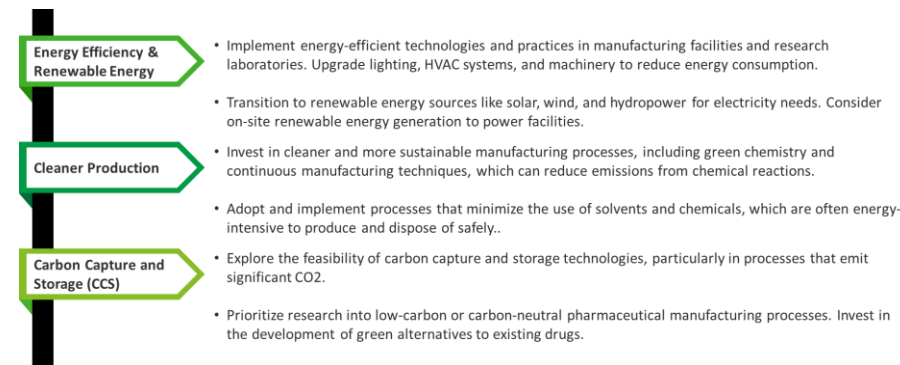 Energy Efficiency &
Renewable Energy
• Implement energy-efficient technologies and practices in manufacturing facilities and research
laboratories. Upgrade lighting, HVAC systems, and machinery to reduce energy consumption.
• Transition to renewable energy sources like solar, wind, and hydropower for electricity needs. Consider
on-site renewable energy generation to power facilities.
Cleaner Production
• Invest in cleaner and more sustainable manufacturing processes, including green chemistry and
continuous manufacturing techniques, which can reduce emissions from chemical reactions.
• Adopt and implement processes that minimize the use of solvents and chemicals, which are often energy-
intensive to produce and dispose of safely..
Carbon Capture and
Storage (CCS)
• Explore the feasibility of carbon capture and storage technologies, particularly in processes that emit
significant CO2.
• Prioritize research into low-carbon or carbon-neutral pharmaceutical manufacturing processes. Invest in
the development of green alternatives to existing drugs.